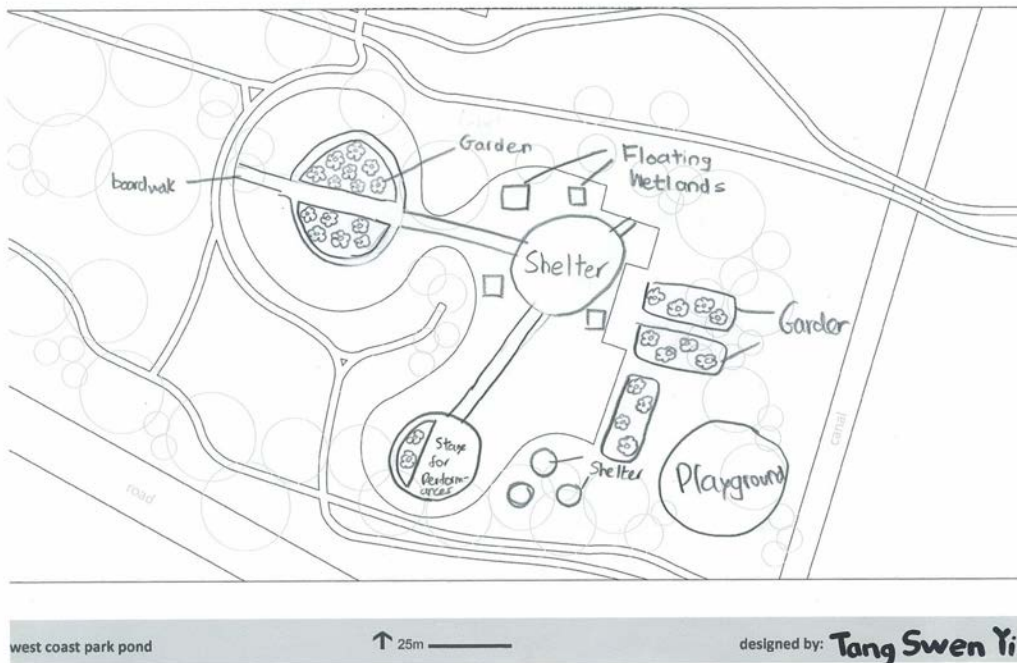 Garden
Floating
Wetlands
boardwalk
Shelter
Garder
canal
Stage
for
Perform-
ances
Shelter
Playground
road
west coast park pond
25m
designed by: Tang Swen Yi